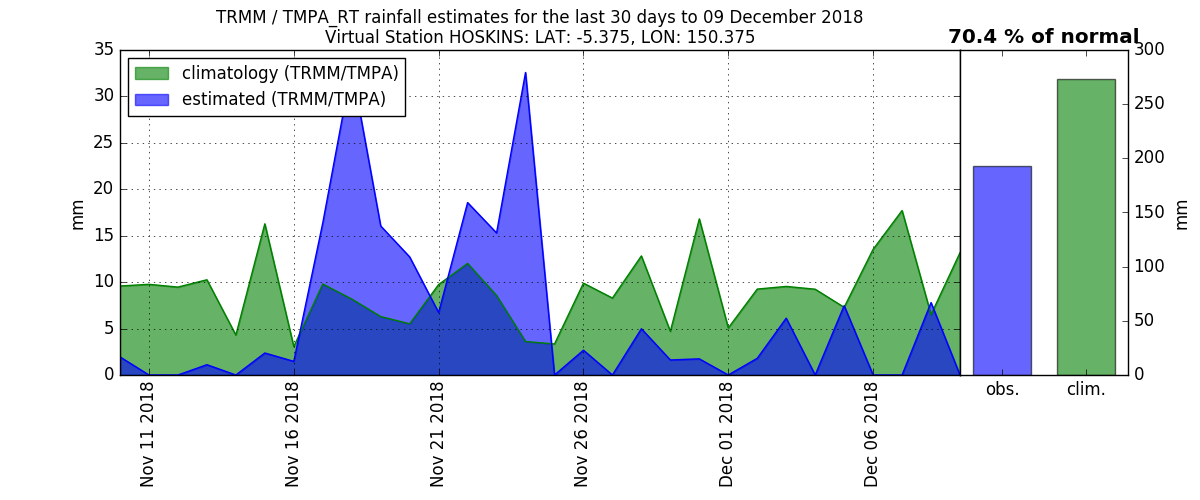 TRMM / TMPA_RT rainfall estimates for the last 30 days to 09 December 2018
Virtual Station HOSKINS: LAT: -5.375, LON: 150.375
70.4 % of normal
climatology (TRMM/TMPA)
estimated (TRMM/TMPA)
35
30
25
20
15
10
5
0
mm
Nov 11 2018
Nov 16 2018
Nov 21 2018
Nov 26 2018
Dec 01 2018
Dec 06 2018
300
250
200
150
100
50
0
mm
obs.
clim.